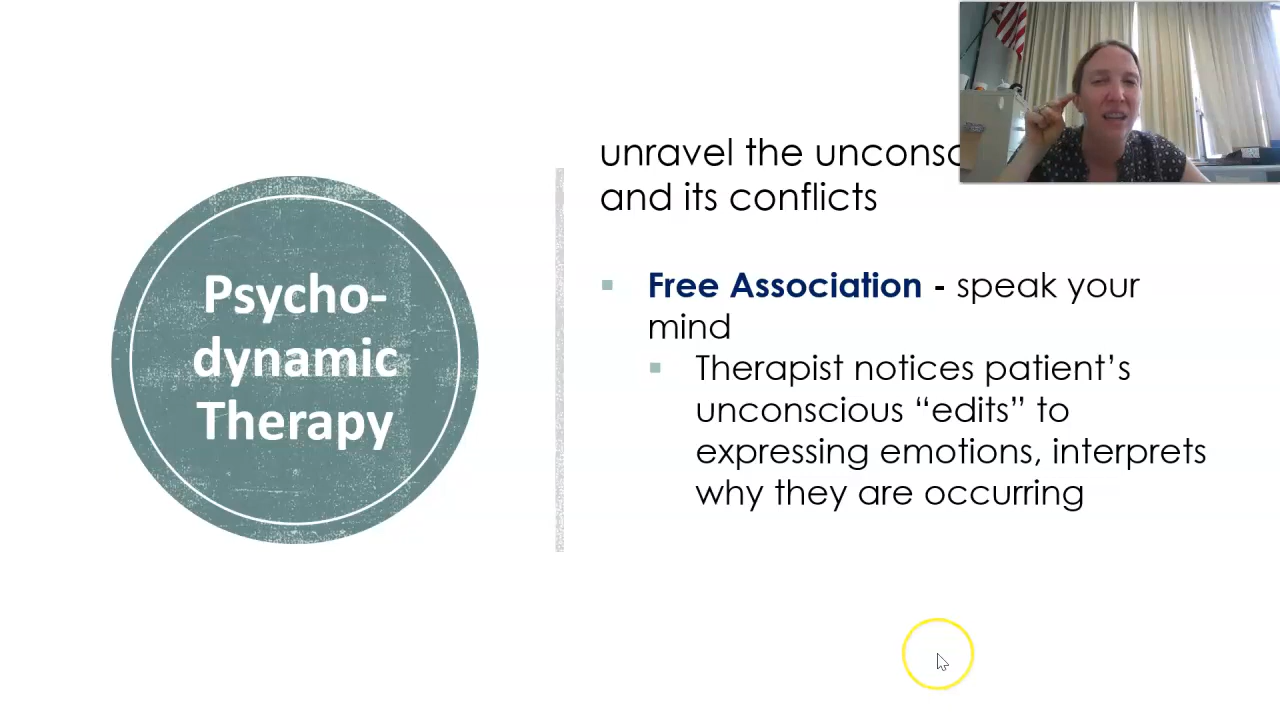 Psycho-
dynamic
Therapy
unravel the
and its conflicts
Free Association - speak your
mind
Therapist notices patient’s
unconscious “edits” to
expressing emotions, interprets
why they are occurring